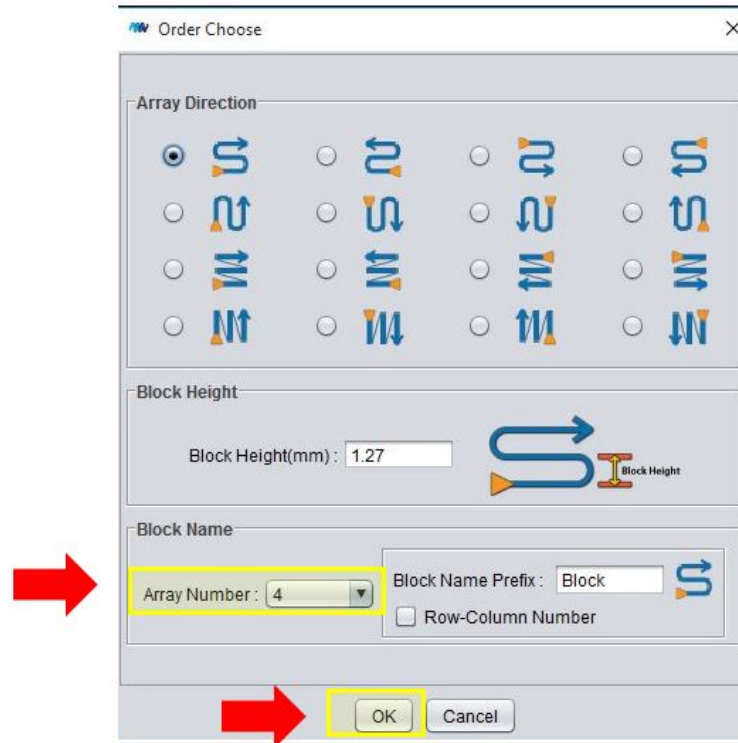 Order Choose
Array Direction
Block Height
Block Height(mm) : 1.27
Block Height
Block Name
Array Number : 4
Block Name Prefix : Block
Row-Column Number
OK Cancel